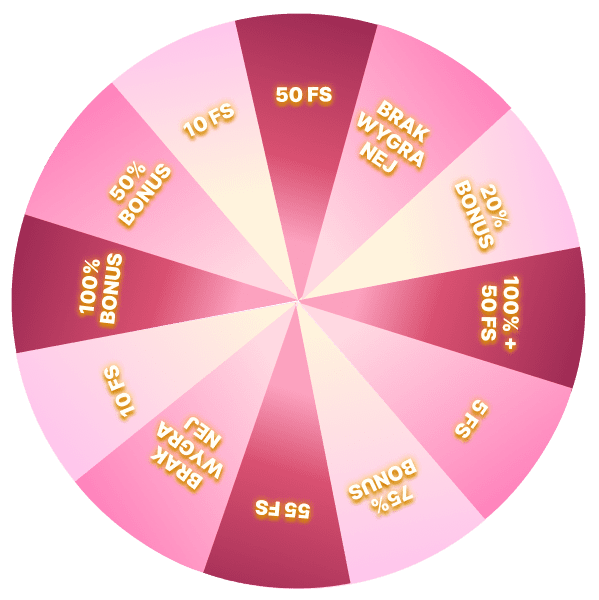 50 FS
BRAK
WYGRA
NEJ
20%
BONUS
100% +
50 FS
5 FS
75%
BONUS
55 FS
BRAK
WYGRA
NEJ
10 FS
100%
BONUS
50%
BONUS
10 FS